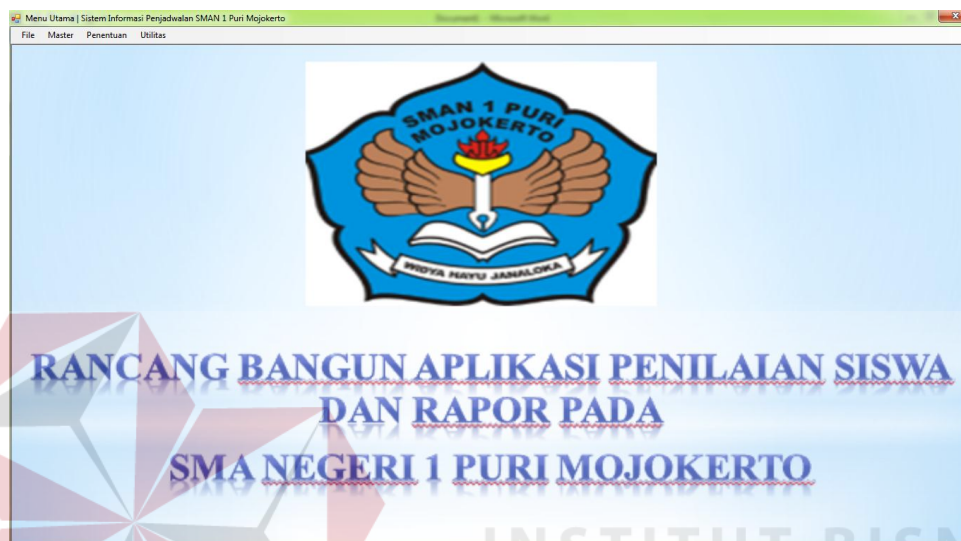 Menu Utama | Sistem Informasi Penjadwalan SMAN 1 Puri Mojokerto
File Master Penentuan Utilitas
SMAN 1 PURI
MOJOKERTO
WIDYA HAYU JANALOKA
RANCANG BANGUN APLIKASI PENILAIAN SISWA
DAN RAPOR PADA
SMA NEGERI 1 PURI MOJOKERTO
INSTITUT BISN